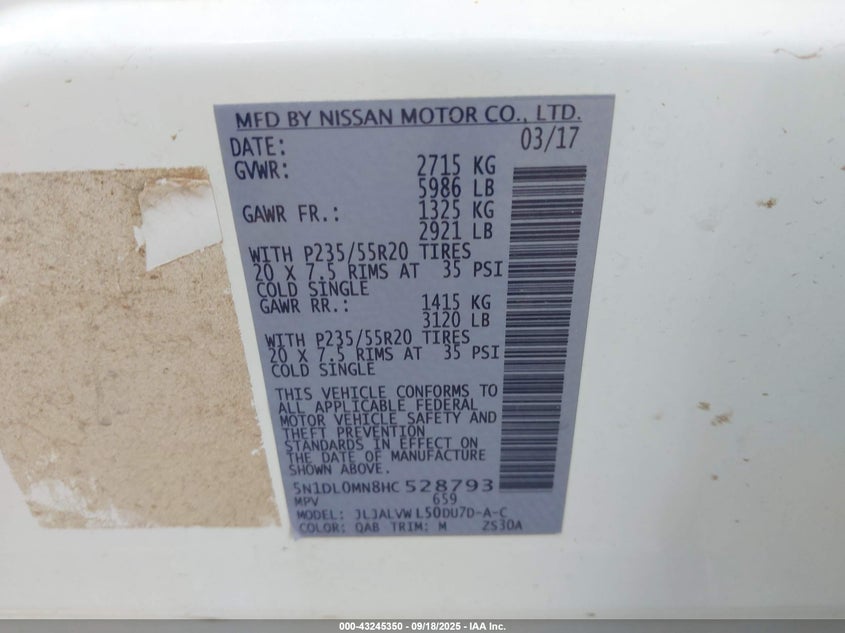 MFD BY NISSAN MOTOR CO., LTD.
DATE: 03/17
GVWR: 2715 KG
5986 LB
GAWR FR.: 1325 KG
2921 LB
WITH P235/55R20 TIRES
20 X 7.5 RIMS AT 35 PSI
COLD SINGLE
GAWR RR.: 1415 KG
3120 LB
WITH P235/55R20 TIRES
20 X 7.5 RIMS AT 35 PSI
COLD SINGLE
THIS VEHICLE CONFORMS TO
ALL APPLICABLE FEDERAL
MOTOR VEHICLE SAFETY AND
THEFT PREVENTION
STANDARDS IN EFFECT ON
THE DATE OF MANUFACTURE
SHOWN ABOVE.
5N1DL0MN8HC 528793
MPV 659
MODEL: JLJALVW L50DU7D-A-C
COLOR: QAB TRIM: M ZS30A
000-43245350 - 09/18/2025 - IAA Inc.